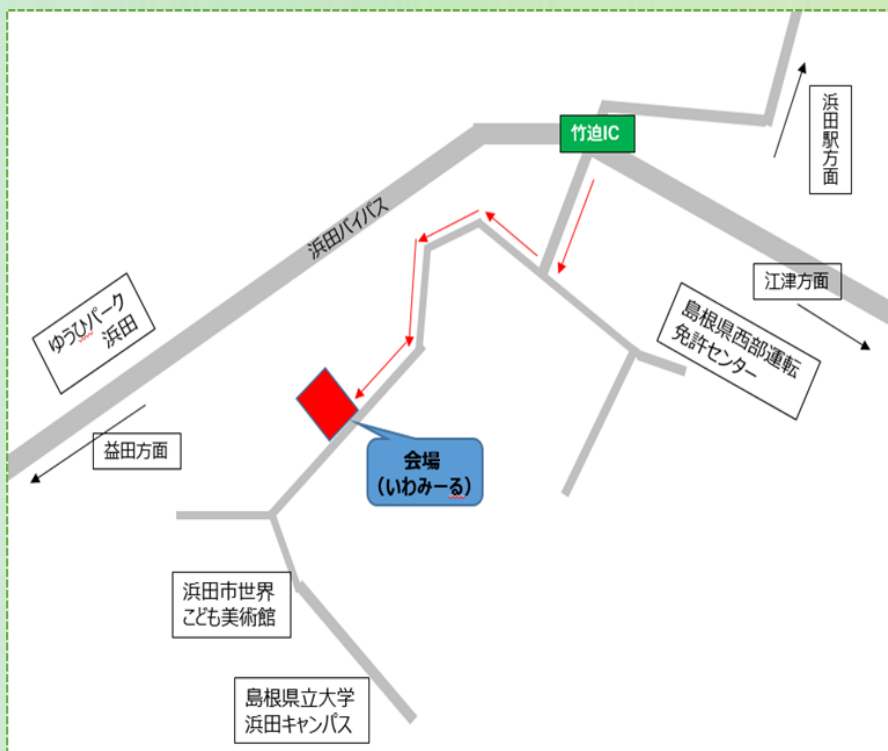 竹迫IC
浜田駅方面
浜田バイパス
江津方面
ゆうひパーク
浜田
島根県西部運転
免許センター
益田方面
会場
(いわみーる)
浜田市世界
こども美術館
島根県立大学
浜田キャンパス